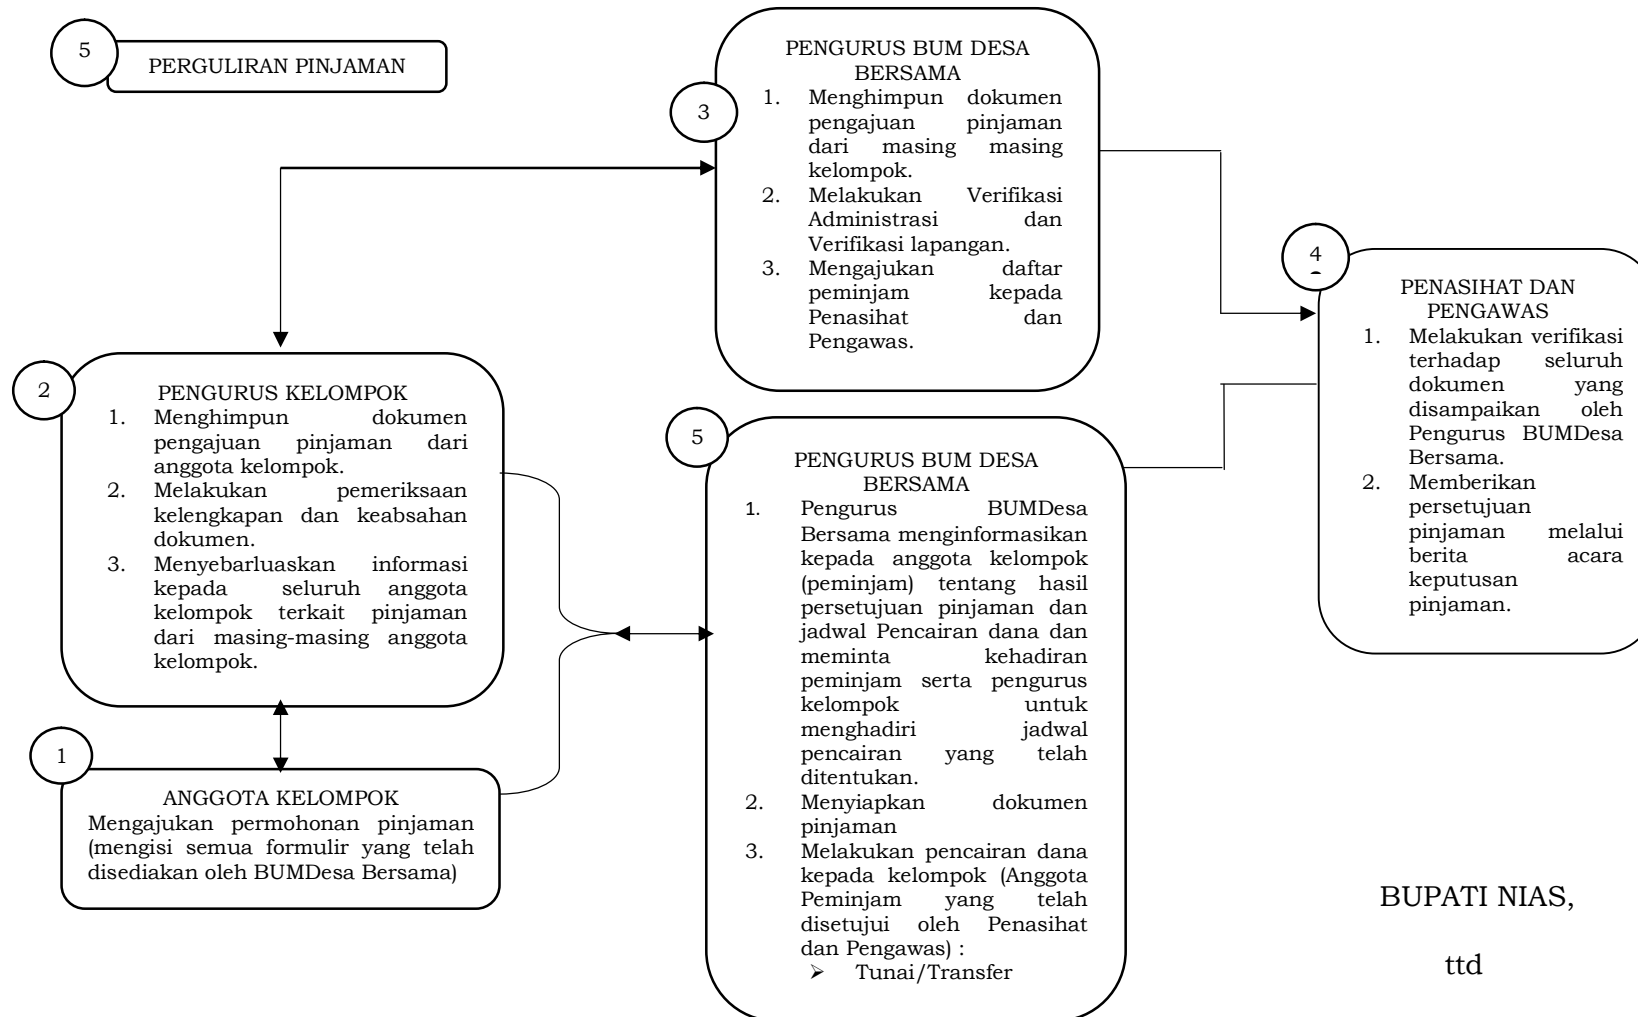 5
PERGULIRAN PINJAMAN
3
PENGURUS BUM DESA
BERSAMA
1. Menghimpun dokumen
pengajuan pinjaman
dari masing masing
kelompok.
2. Melakukan Verifikasi
Administrasi dan
Verifikasi lapangan.
3. Mengajukan daftar
peminjam kepada
Penasihat dan
Pengawas.
4
PENASIHAT DAN
PENGAWAS
1. Melakukan verifikasi
terhadap seluruh
dokumen yang
disampaikan oleh
Pengurus BUMDesa
Bersama.
2. Memberikan
persetujuan
pinjaman melalui
berita acara
keputusan
pinjaman.
2
PENGURUS KELOMPOK
1. Menghimpun dokumen
pengajuan pinjaman dari
anggota kelompok.
2. Melakukan pemeriksaan
kelengkapan dan keabsahan
dokumen.
3. Menyebarluaskan informasi
kepada seluruh anggota
kelompok terkait pinjaman
dari masing-masing anggota
kelompok.
5
PENGURUS BUM DESA
BERSAMA
1. Pengurus BUMDesa
Bersama menginformasikan
kepada anggota kelompok
(peminjam) tentang hasil
persetujuan pinjaman dan
jadwal Pencairan dana dan
meminta kehadiran
peminjam serta pengurus
kelompok untuk
menghadiri jadwal
pencairan yang telah
ditentukan.
2. Menyiapkan dokumen
pinjaman
3. Melakukan pencairan dana
kepada kelompok (Anggota
Peminjam yang telah
disetujui oleh Penasihat
dan Pengawas) :
➢ Tunai/Transfer
1
ANGGOTA KELOMPOK
Mengajukan permohonan pinjaman
(mengisi semua formulir yang telah
disediakan oleh BUMDesa Bersama)
BUPATI NIAS,
ttd